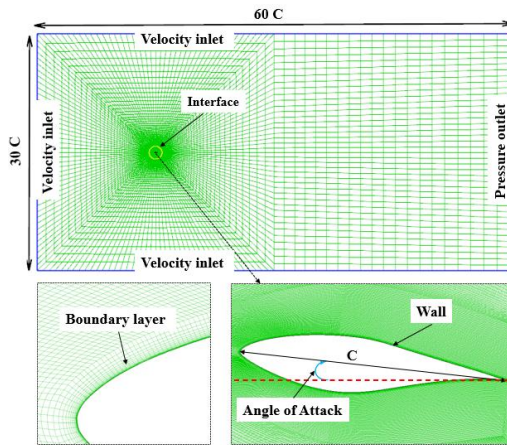 60 C
Velocity inlet
Interface
30 C
Velocity inlet
Pressure outlet
Velocity inlet
Boundary layer
Wall
C
Angle of Attack